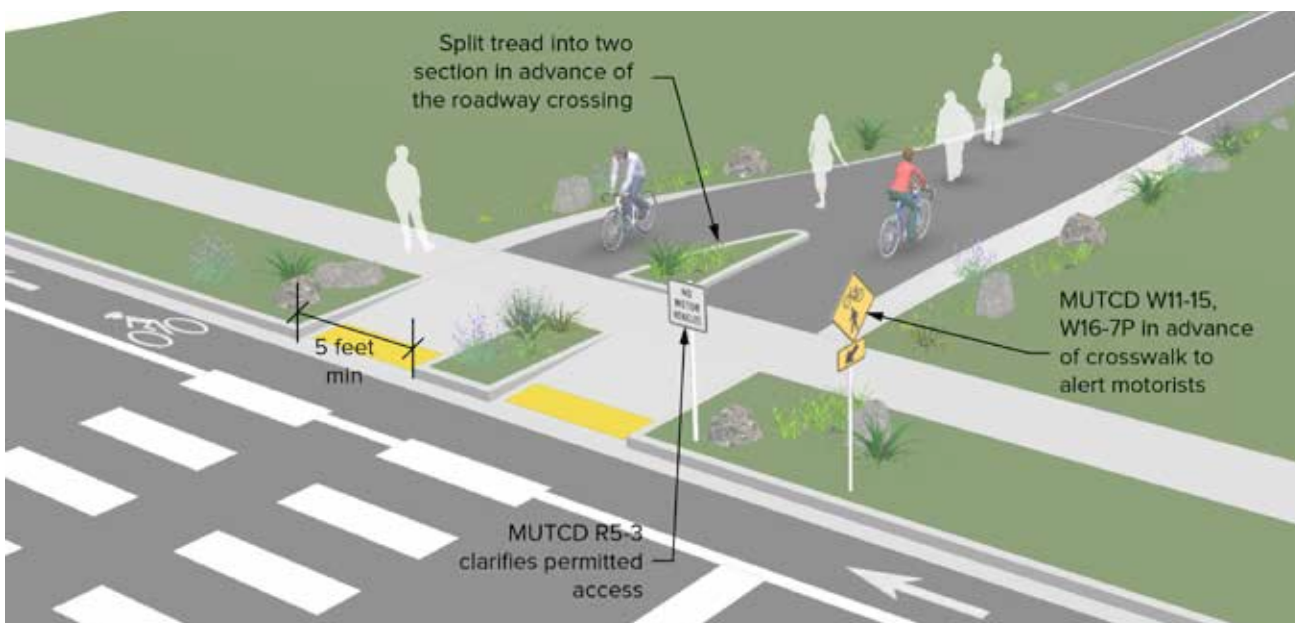 Split tread into two
section in advance of
the roadway crossing
5 feet
min
NO
MOTOR
VEHICLES
MUTCD W11-15,
W16-7P in advance
of crosswalk to
alert motorists
MUTCD R5-3
clarifies permitted
access